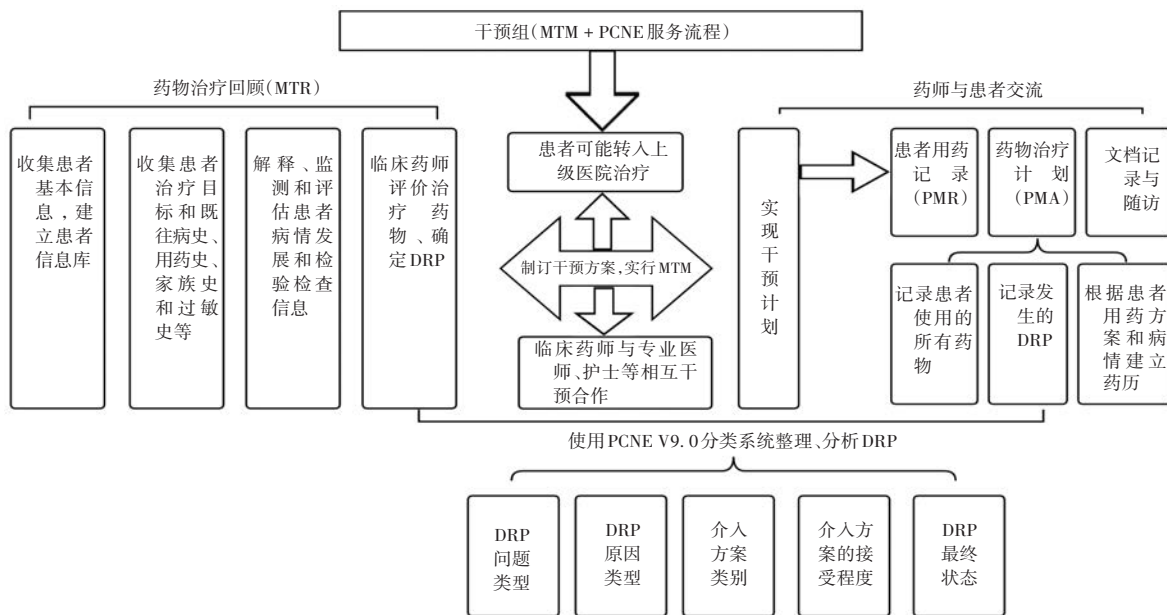 干预组(MTM + PCNE服务流程)
药物治疗回顾(MTR)
收集患者
基本信
息，建
立患者
信息库
收集患者
治疗目
标和既
往病史、
用药史、
家族史
和过敏
史等
解释、监
测和评
估患者
病情发
展和检
验检查
信息
临床药师
评价治
疗药
物、确
定DRP
患者可能转入上
级医院治疗
制订干预方案,实行MTM
临床药师与专业医
师、护士等相互干
预合作
药师与患者交流
实
现
干
预
计
划
患者用药
记录
(PMR)
药物治疗
计划
(PMA)
文档记
录与
随访
记录患者
使用的
所有药
物
记录发
生的
DRP
根据患者
用药方
案和病
情建立
药历
使用PCNE V9.0分类系统整理、分析DRP
DRP
问题
类型
DRP
原因
类型
介入
方案
类别
介入方
案的接
受程度
DRP
最终
状态